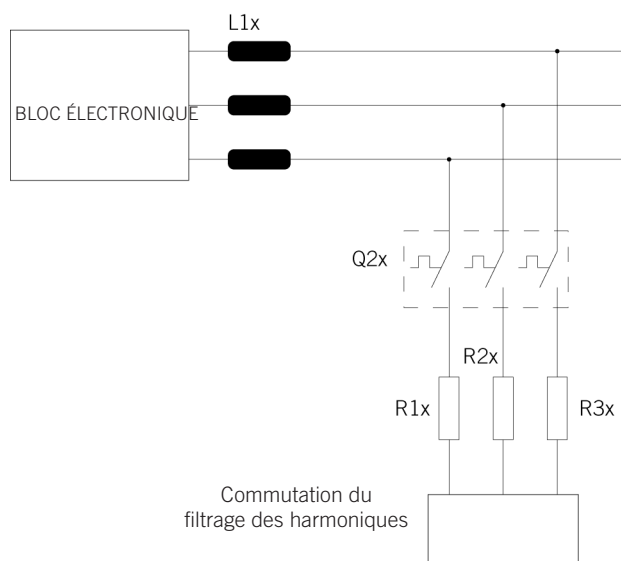 L1x
BLOC ÉLECTRONIQUE
Q2x
R2x
R1x
R3x
Commutation du
filtrage des harmoniques